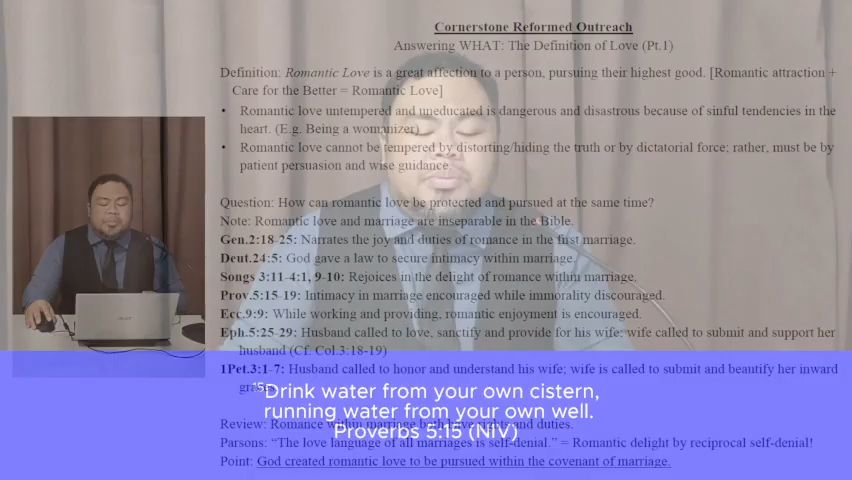 Cornerstone Reformed Outreach
Answering WHAT: The Definition of Love (Pt.1)
Definition: Romantic Love is a great affection to a person, pursuing their highest good. [Romantic attraction +
Care for the Better = Romantic Love]
• Romantic love untempered and uneducated is dangerous and disastrous because of sinful tendencies in the
heart. (E.g. Being a womanizer)
• Romantic love cannot be tempered by distorting/hiding the truth or by dictatorial force; rather, must be by
patient persuasion and wise guidance.
Question: How can romantic love be protected and pursued at the same time?
Note: Romantic love and marriage are inseparable in the Bible.
Gen.2:18-25: Narrates the joy and duties of romance in the first marriage.
Deut.24:5: God gave a law to secure intimacy within marriage.
Songs 3:11-4:1, 9-10: Rejoices in the delight of romance within marriage.
Prov.5:15-19: Intimacy in marriage encouraged while immorality discouraged.
Ecc.9:9: While working and providing, romantic enjoyment is encouraged.
Eph.5:25-29: Husband called to love, sanctify and provide for his wife; wife called to submit and support her
husband (Cf. Col.3:18-19)
1Pet.3:1-7: Husband called to honor and understand his wife; wife is called to submit and beautify her inward
15 Drink water from your own cistern,
running water from your own well.
Proverbs 5:15 (NIV)
Review: Romance within marriage both have rights and duties.
Parsons: “The love language of all marriages is self-denial.” = Romantic delight by reciprocal self-denial!
Point: God created romantic love to be pursued within the covenant of marriage.